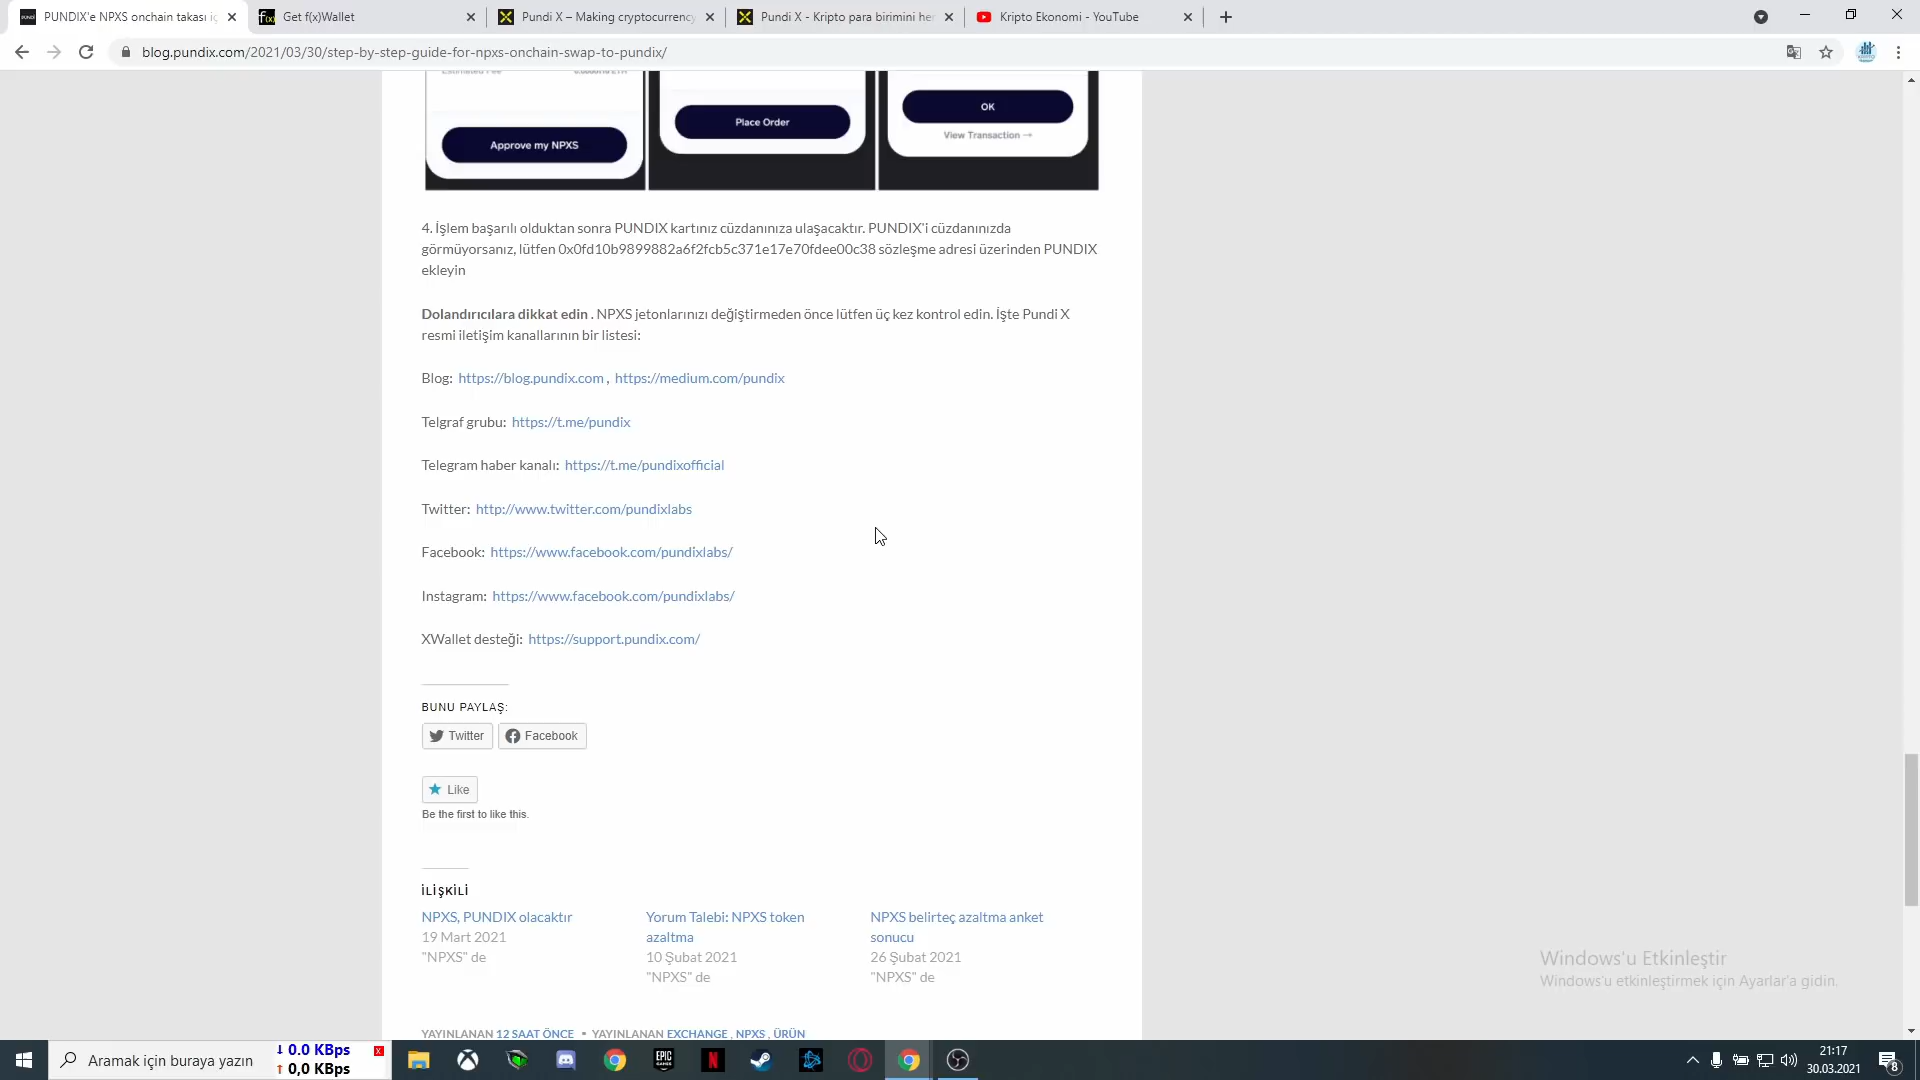 PUNDIX'e NPXS onchain takası iç
Get f(x)Wallet
Pundi X – Making cryptocurrency
Pundi X - Kripto para birimini her
Kripto Ekonomi - YouTube
blog.pundix.com/2021/03/30/step-by-step-guide-for-npxs-onchain-swap-to-pundix/
Estimated Fee
Approve my NPXS
Place Order
OK
View Transaction →
4. İşlem başarılı olduktan sonra PUNDIX kartınız cüzdanınıza ulaşacaktır. PUNDIX'i cüzdanınızda
görmüyorsanız, lütfen 0x0fd10b9899882a6f2fcb5c371e17e70fdee00c38 sözleşme adresi üzerinden PUNDIX
ekleyin
Dolandırıcılara dikkat edin . NPXS jetonlarınızı değiştirmeden önce lütfen üç kez kontrol edin. İşte Pundi X
resmi iletişim kanallarının bir listesi:
Blog: https://blog.pundix.com , https://medium.com/pundix
Telgraf grubu: https://t.me/pundix
Telegram haber kanalı: https://t.me/pundixofficial
Twitter: http://www.twitter.com/pundixlabs
Facebook: https://www.facebook.com/pundixlabs/
Instagram: https://www.facebook.com/pundixlabs/
XWallet desteği: https://support.pundix.com/
BUNU PAYLAŞ:
Twitter Facebook
Like
Be the first to like this.
İLİŞKİLİ
NPXS, PUNDIX olacaktır
19 Mart 2021
"NPXS" de
Yorum Talebi: NPXS token
azaltma
10 Şubat 2021
"NPXS" de
NPXS belirteç azaltma anket
sonucu
26 Şubat 2021
"NPXS" de
Windows'u Etkinleştir
Windows'u etkinleştirmek için Ayarlar'a gidin.
YAYINLANAN 12 SAAT ÖNCE • YAYINLANAN EXCHANGE , NPXS , ÜRÜN
Aramak için buraya yazın
↓ 0.0 KBps
↑ 0,0 KBps
EPIC GAMES
21:17
30.03.2021
8